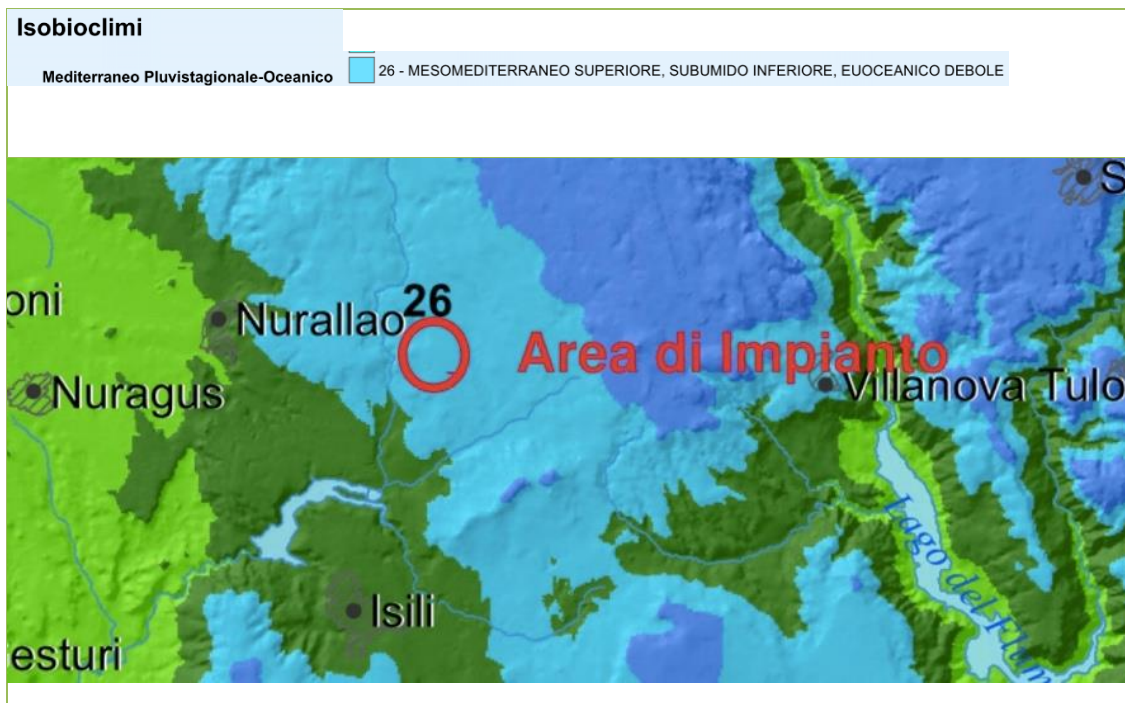 Isobioclimi
Mediterraneo Pluvistagionale-Oceanico
26 - MESOMEDITERRANEO SUPERIORE, SUBUMIDO INFERIORE, EUOCEANICO DEBOLE
S
oni
26
Nurallao
Area di Impianto
Nuragus
Villanova Tulo
Lago del Flum
Isili
esturi